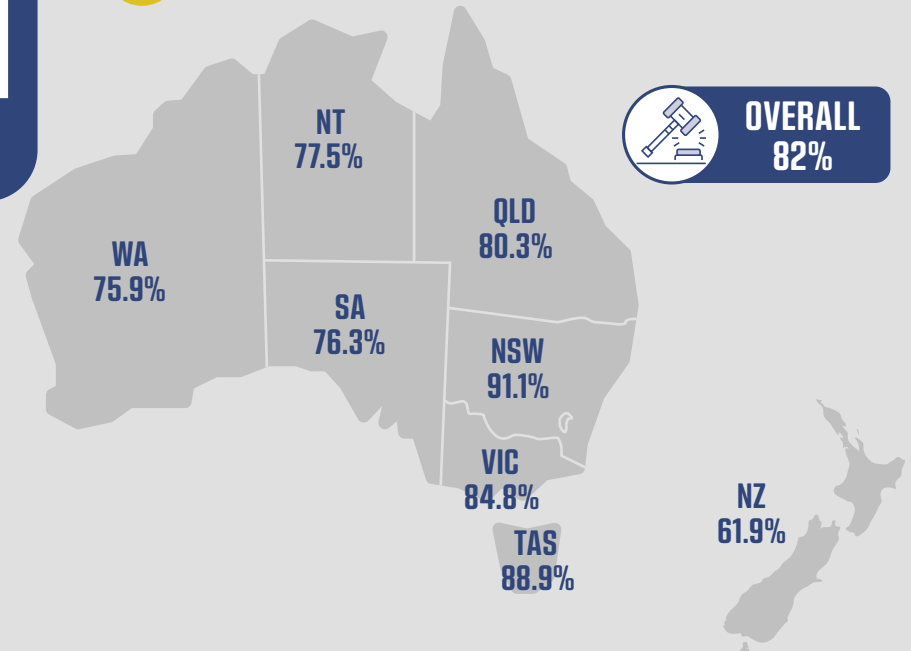 NT
77.5%
OVERALL
82%
QLD
80.3%
WA
75.9%
SA
76.3%
NSW
91.1%
VIC
84.8%
NZ
61.9%
TAS
88.9%